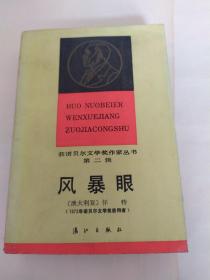 HUO NUOBEIER
WENXUEJIANG
ZUOJIACONGSHU
获诺贝尔文学奖作家丛书
第二辑
风暴眼
〔澳大利亚〕怀 特
(1973年诺贝尔文学奖获得者)
漓江出版社